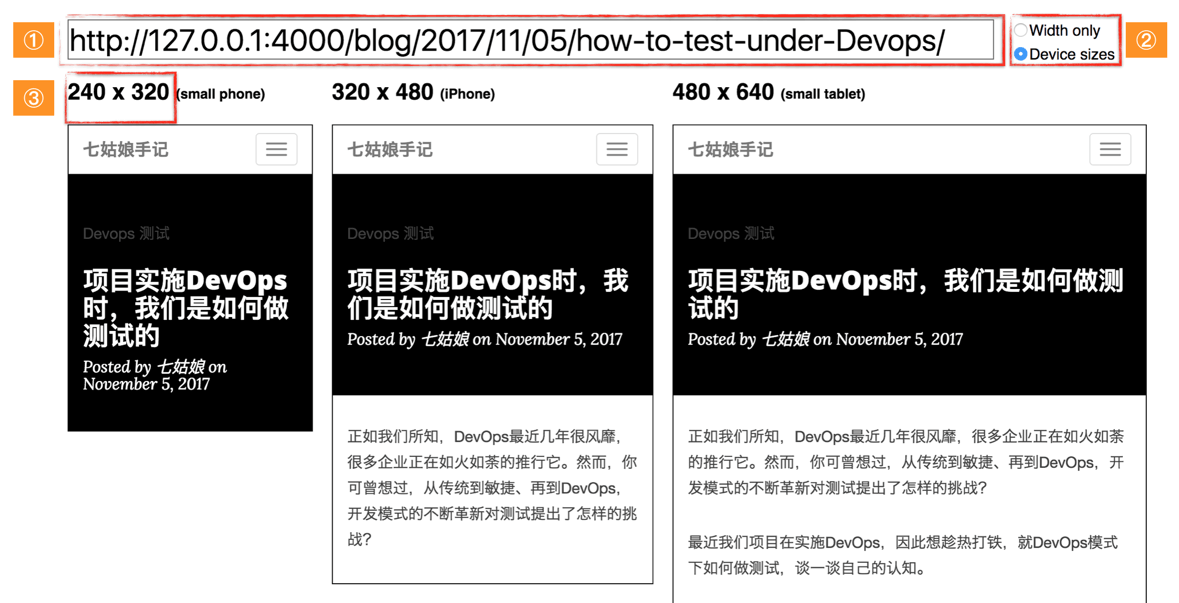 ①
http://127.0.0.1:4000/blog/2017/11/05/how-to-test-under-Devops/
Width only
Device sizes
②
③
240 x 320 (small phone)
七姑娘手记
Devops 测试
项目实施DevOps
时，我们是如何做
测试的
Posted by 七姑娘 on
November 5, 2017
320 x 480 (iPhone)
七姑娘手记
Devops 测试
项目实施DevOps时，我
们是如何做测试的
Posted by 七姑娘 on November 5, 2017
正如我们所知，DevOps最近几年很风靡，
很多企业正在如火如荼的推行它。然而，你
可曾想过，从传统到敏捷、再到DevOps，
开发模式的不断革新对测试提出了怎样的挑
战？
480 x 640 (small tablet)
七姑娘手记
Devops 测试
项目实施DevOps时，我们是如何做测
试的
Posted by 七姑娘 on November 5, 2017
正如我们所知，DevOps最近几年很风靡，很多企业正在如火如荼
的推行它。然而，你可曾想过，从传统到敏捷、再到DevOps，开
发模式的不断革新对测试提出了怎样的挑战？
最近我们项目在实施DevOps，因此想趁热打铁，就DevOps模式
下如何做测试，谈一谈自己的认知。